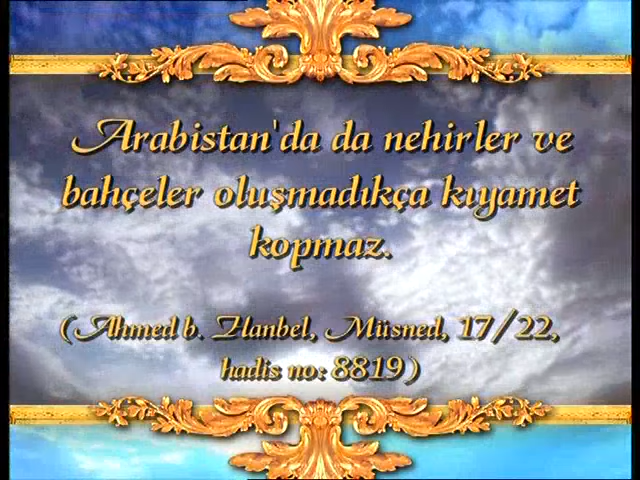 Arabistan'da da nehirler ve
bahçeler oluşmadıkça kıyamet
kopmaz.
(Ahmed b. Hanbel, Müsned, 17/22,
hadis no: 8819)